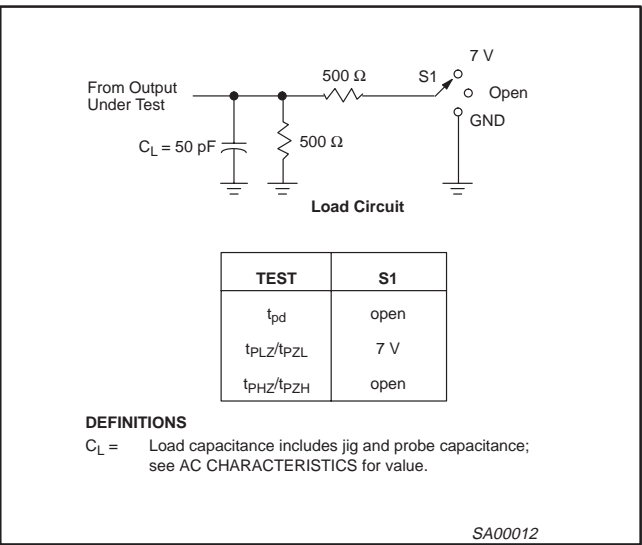 7 V
500 Ω
S1
From Output
Under Test
Open
GND
C_L = 50 pF
500 Ω
Load Circuit
TEST S1
t_pd open
t_PLZ/t_PZL 7 V
t_PHZ/t_PZH open
DEFINITIONS
C_L = Load capacitance includes jig and probe capacitance;
see AC CHARACTERISTICS for value.
SA00012